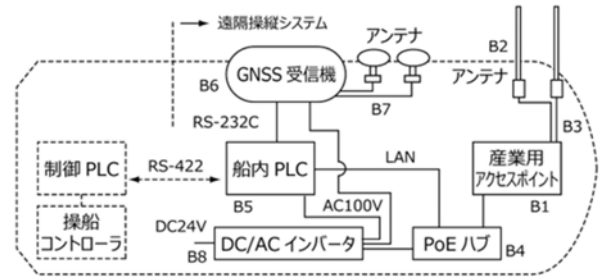 遠隔操縦システム
アンテナ
B2
GNSS 受信機
アンテナ
B6
B7
B3
RS-232C
制御 PLC
RS-422
船内 PLC
LAN
産業用
アクセスポイント
B5
AC100V
B1
操船
コントローラ
DC24V
B8
DC/AC インバータ
PoE ハブ
B4